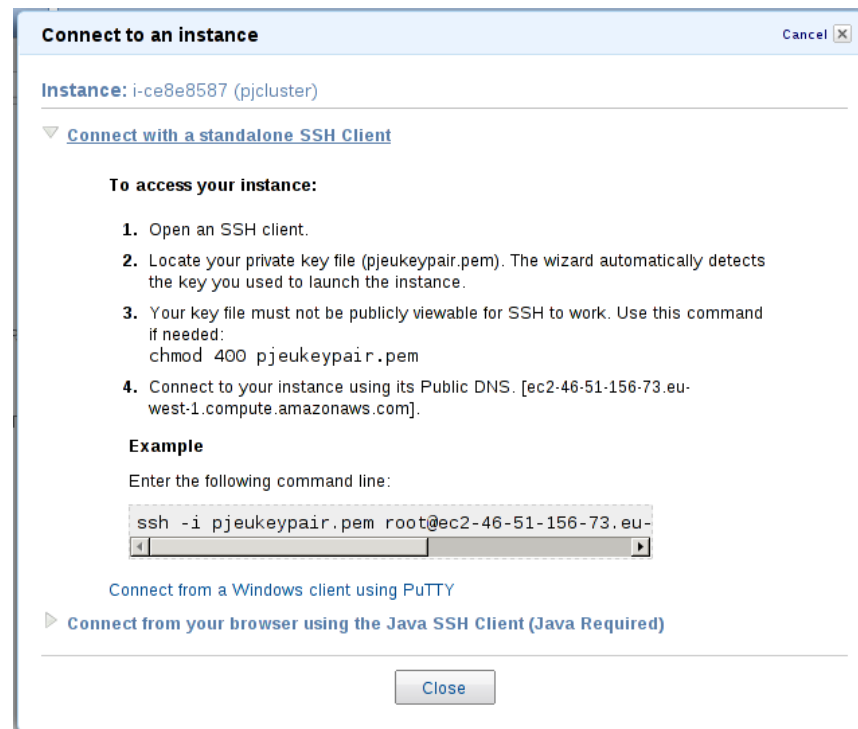 Connect to an instance
Cancel
Instance: i-ce8e8587 (pjcluster)
Connect with a standalone SSH Client
To access your instance:
1. Open an SSH client.
2. Locate your private key file (pjeukeypair.pem). The wizard automatically detects
the key you used to launch the instance.
3. Your key file must not be publicly viewable for SSH to work. Use this command
if needed:
chmod 400 pjeukeypair.pem
4. Connect to your instance using its Public DNS. [ec2-46-51-156-73.eu-
west-1.compute.amazonaws.com].
Example
Enter the following command line:
ssh -i pjeukeypair.pem root@ec2-46-51-156-73.eu-
Connect from a Windows client using PuTTY
Connect from your browser using the Java SSH Client (Java Required)
Close